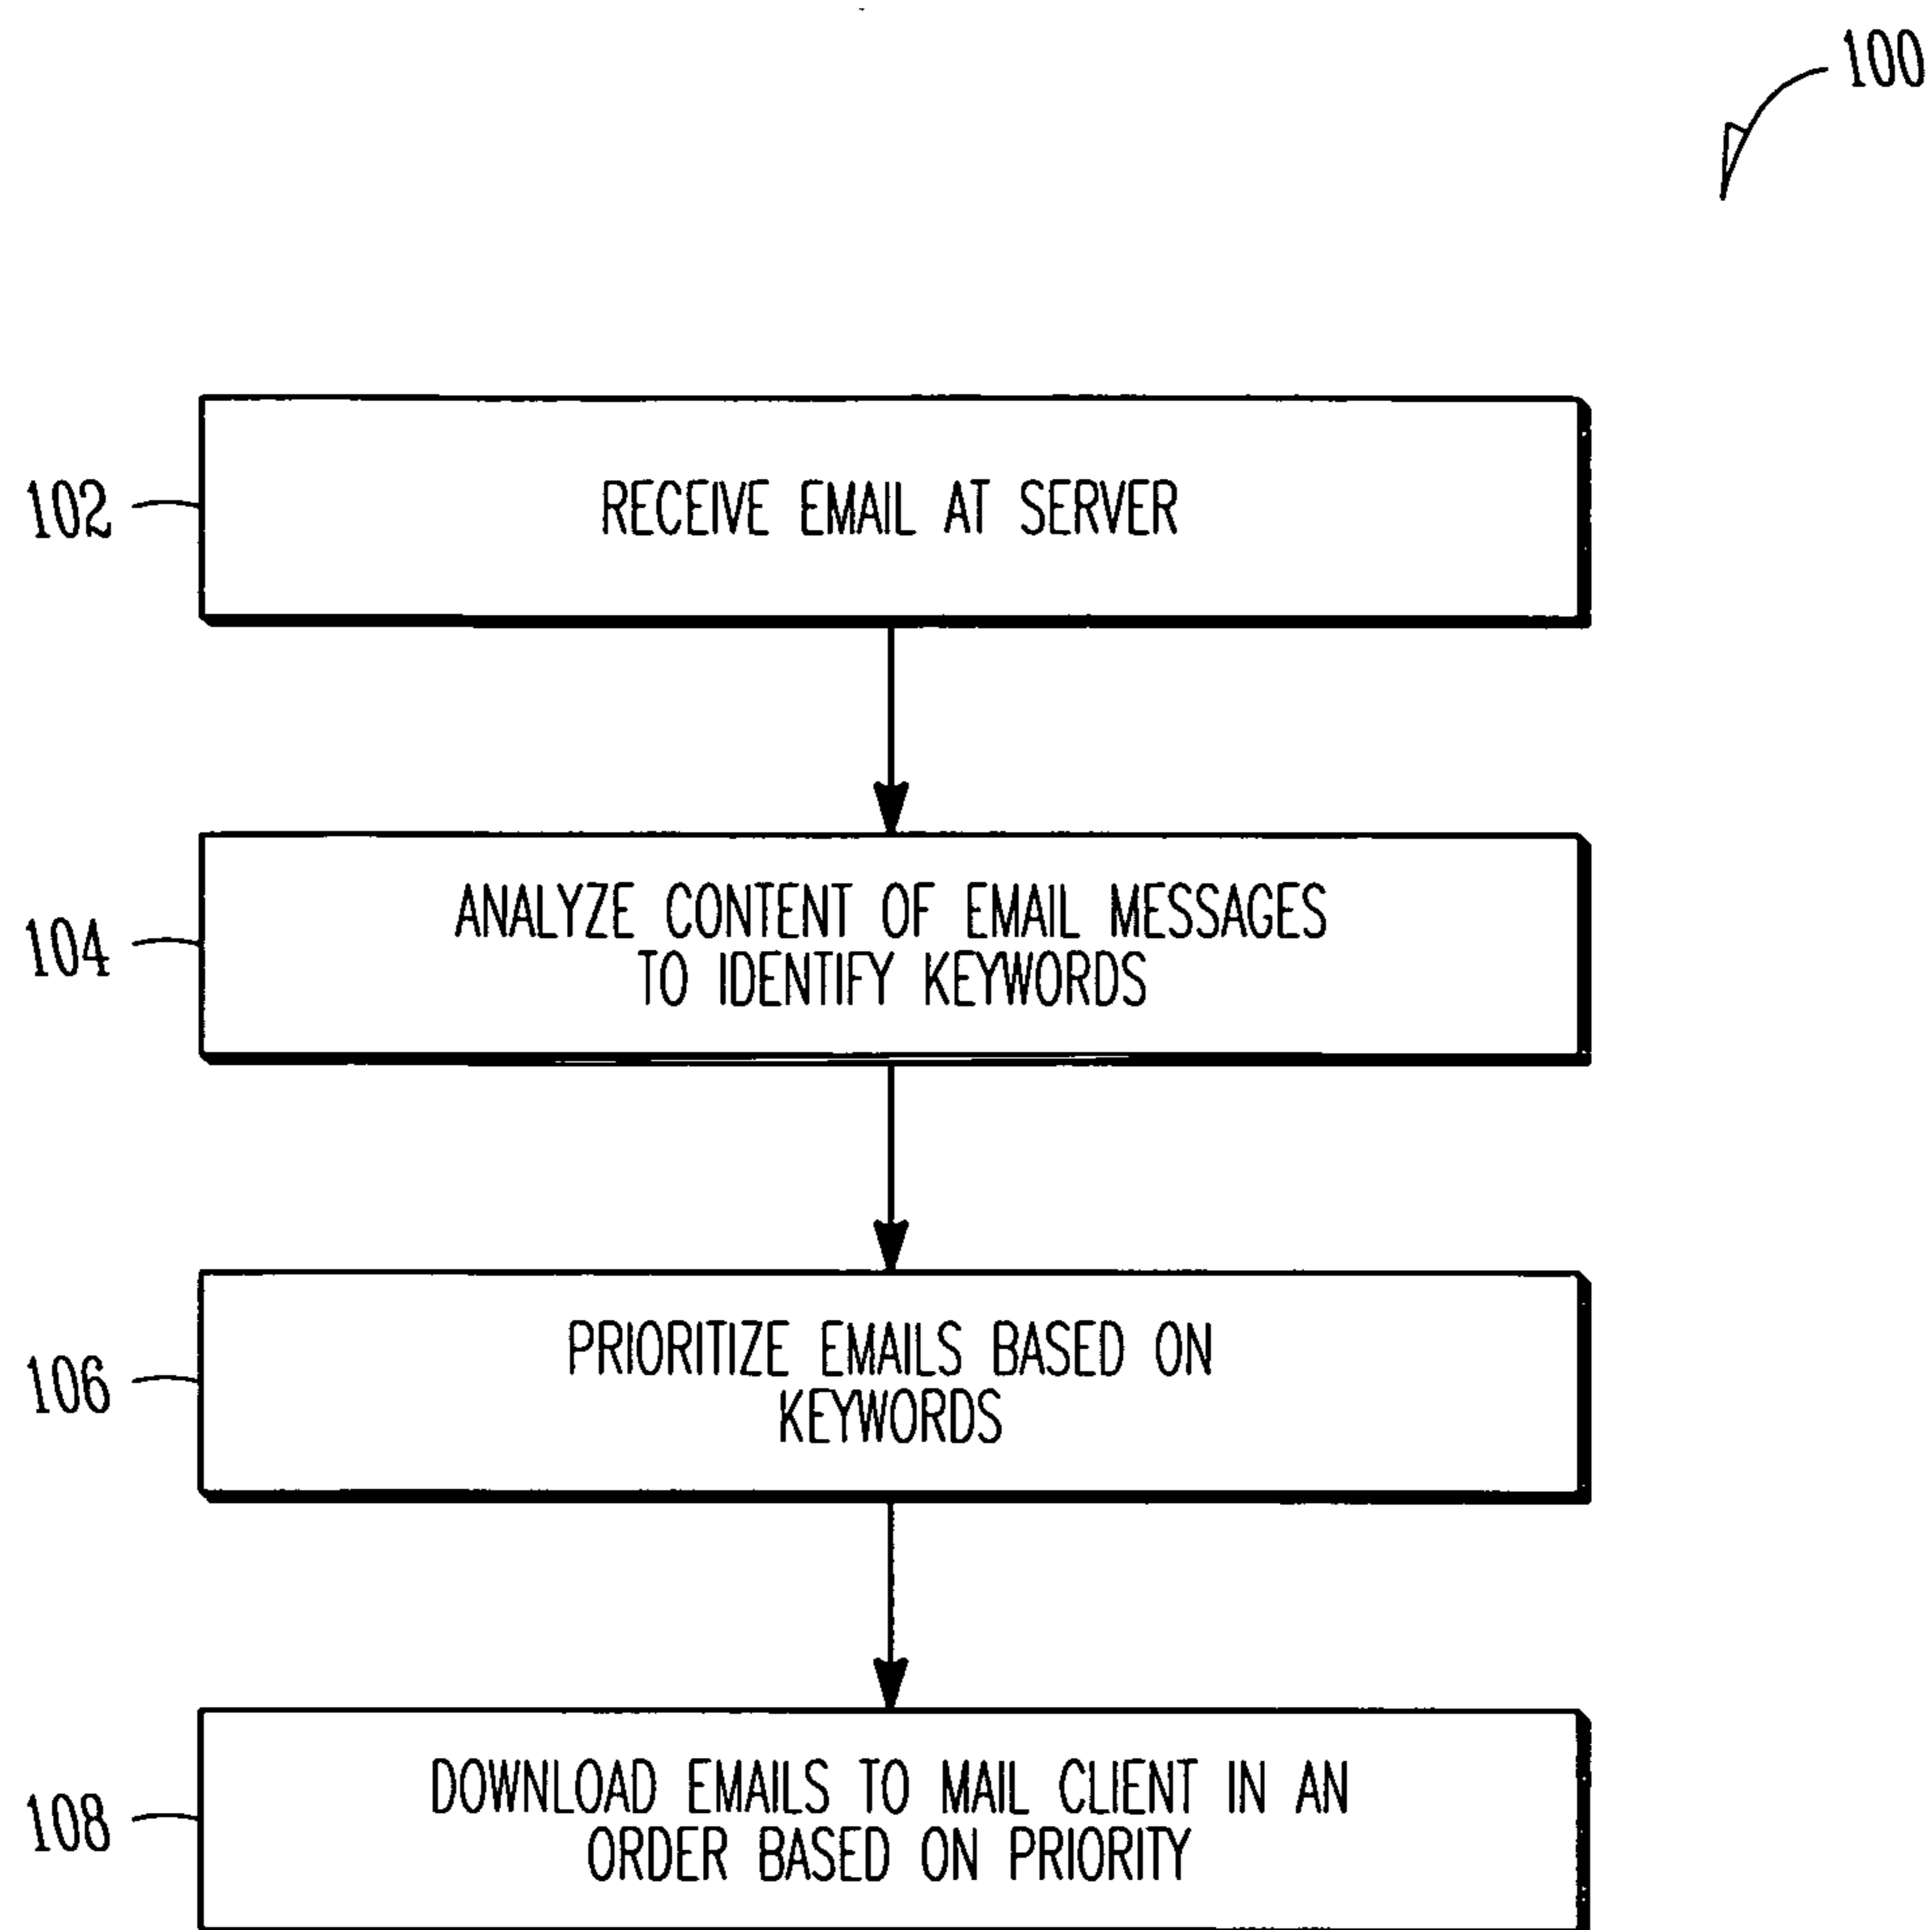 100
102
RECEIVE EMAIL AT SERVER
104
ANALYZE CONTENT OF EMAIL MESSAGES
TO IDENTIFY KEYWORDS
106
PRIORITIZE EMAILS BASED ON
KEYWORDS
108
DOWNLOAD EMAILS TO MAIL CLIENT IN AN
ORDER BASED ON PRIORITY